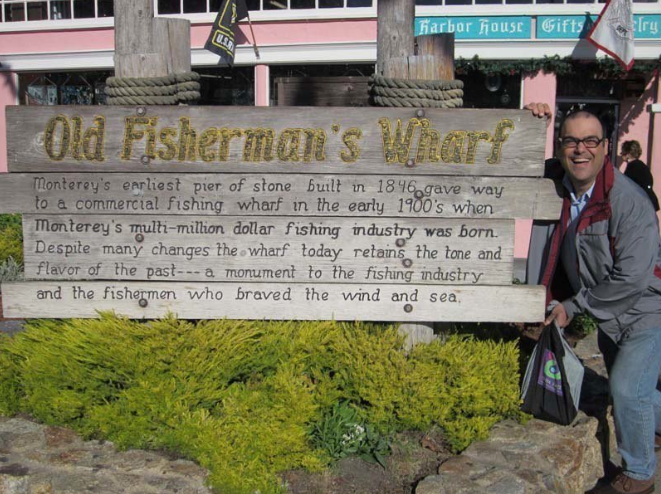 Harbor House Gifts
Old Fisherman's Wharf
Monterey's earliest pier of stone built in 1846 gave way
to a commercial fishing wharf in the early 1900's when
Monterey's multi-million dollar fishing industry was born.
Despite many changes the wharf today retains the tone and
flavor of the past---a monument to the fishing industry
and the fishermen who braved the wind and sea.